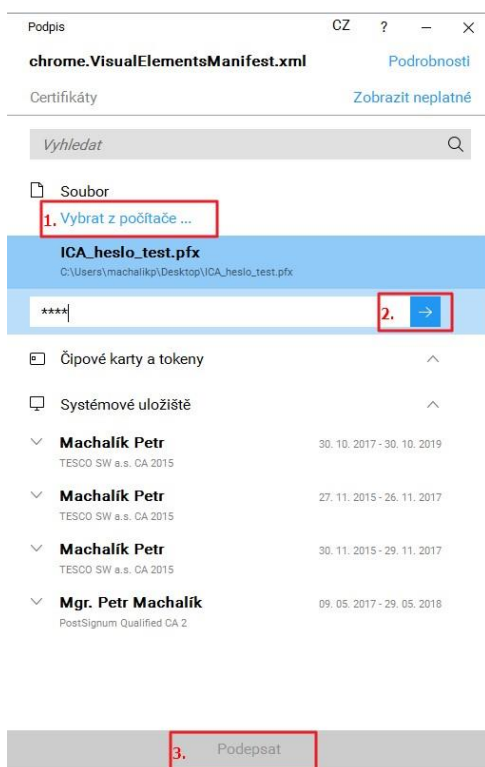 Podpis CZ ? – ×
chrome.VisualElementsManifest.xml Podrobnosti
Certifikáty Zobrazit neplatné
Vyhledat
Soubor
1. Vybrat z počítače ...
ICA_heslo_test.pfx
C:\Users\machalikp\Desktop\ICA_heslo_test.pfx
**** 2. →
Čipové karty a tokeny
Systémové uložiště
Machalík Petr 30. 10. 2017 - 30. 10. 2019
TESCO SW a.s. CA 2015
Machalík Petr 27. 11. 2015 - 26. 11. 2017
TESCO SW a.s. CA 2015
Machalík Petr 30. 11. 2015 - 29. 11. 2017
TESCO SW a.s. CA 2015
Mgr. Petr Machalík 09. 05. 2017 - 29. 05. 2018
PostSignum Qualified CA 2
3. Podepsat